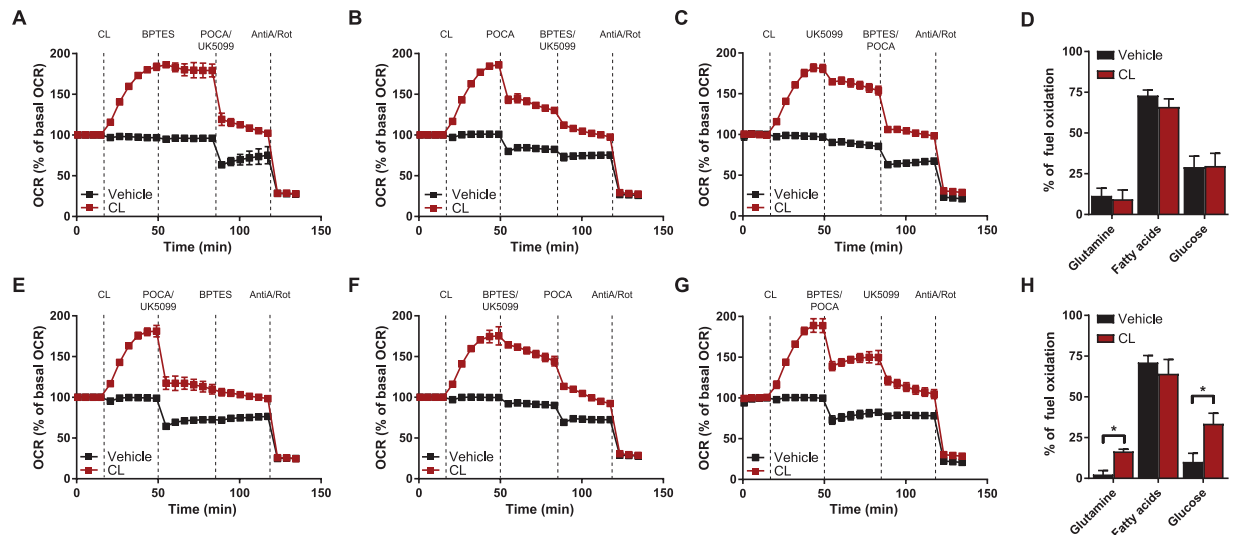 A
CL BPTES POCA/ AntiA/Rot
UK5099
OCR (% of basal OCR)
200
150
100
50
0
Vehicle
CL
0 50 100 150
Time (min)
B
CL POCA BPTES/ AntiA/Rot
UK5099
OCR (% of basal OCR)
200
150
100
50
0
Vehicle
CL
0 50 100 150
Time (min)
C
CL UK5099 BPTES/ AntiA/Rot
POCA
OCR (% of basal OCR)
200
150
100
50
0
Vehicle
CL
0 50 100 150
Time (min)
D
% of fuel oxidation
100
75
50
25
0
Vehicle
CL
Glutamine
Fatty acids
Glucose
E
CL POCA/ BPTES AntiA/Rot
UK5099
OCR (% of basal OCR)
200
150
100
50
0
Vehicle
CL
0 50 100 150
Time (min)
F
CL BPTES/ POCA AntiA/Rot
UK5099
OCR (% of basal OCR)
200
150
100
50
0
Vehicle
CL
0 50 100 150
Time (min)
G
CL BPTES/ UK5099 AntiA/Rot
POCA
OCR (% of basal OCR)
200
150
100
50
0
Vehicle
CL
0 50 100 150
Time (min)
H
% of fuel oxidation
100
75
50
25
0
Vehicle
CL
*
*
Glutamine
Fatty acids
Glucose